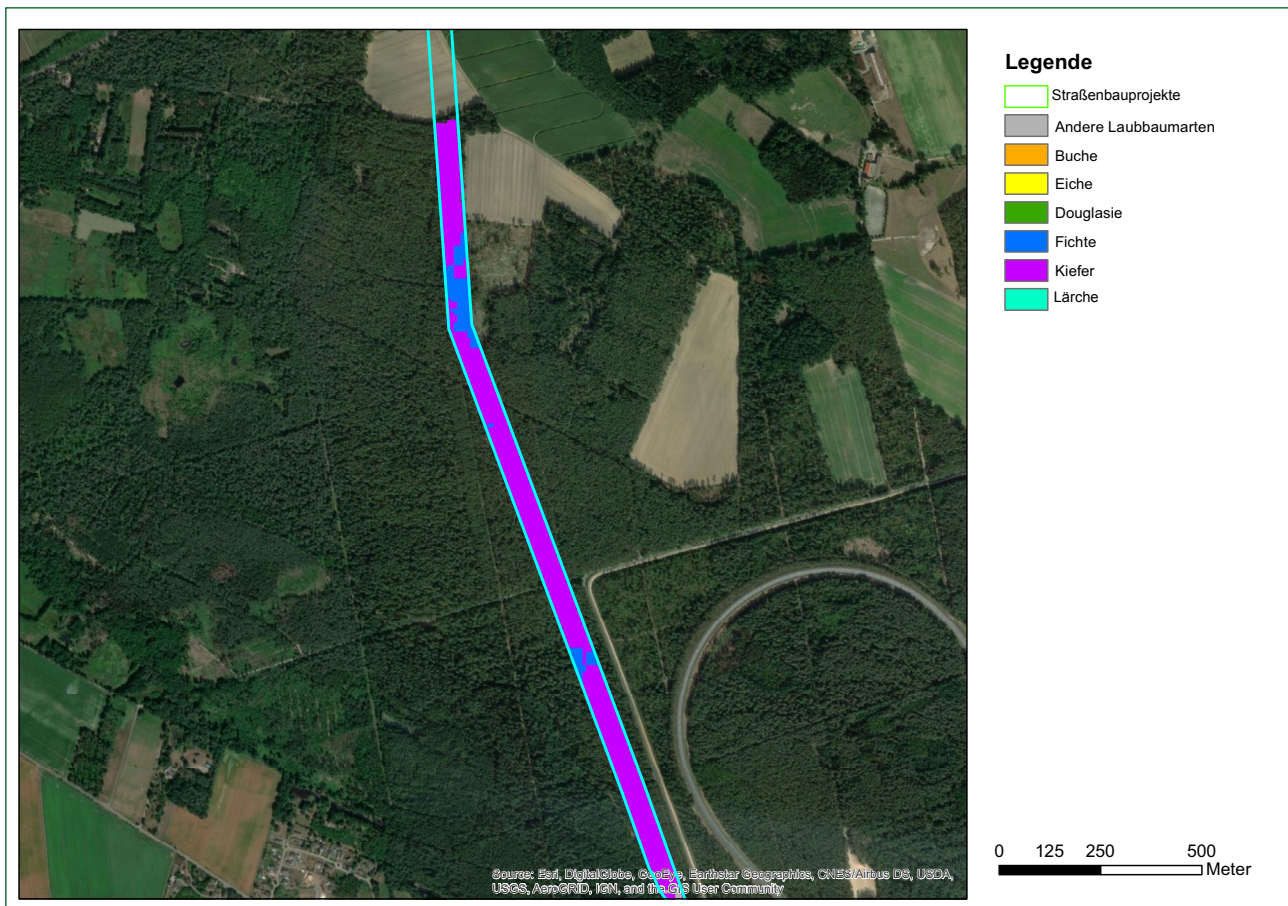 Legende
Straßenbauprojekte
Andere Laubbaumarten
Buche
Eiche
Douglasie
Fichte
Kiefer
Lärche
0 125 250 500
Meter
Source: Esri, DigitalGlobe, GeoEye, Earthstar Geographics, CNES/Airbus DS, USDA,
USGS, AeroGRID, IGN, and the GIS User Community